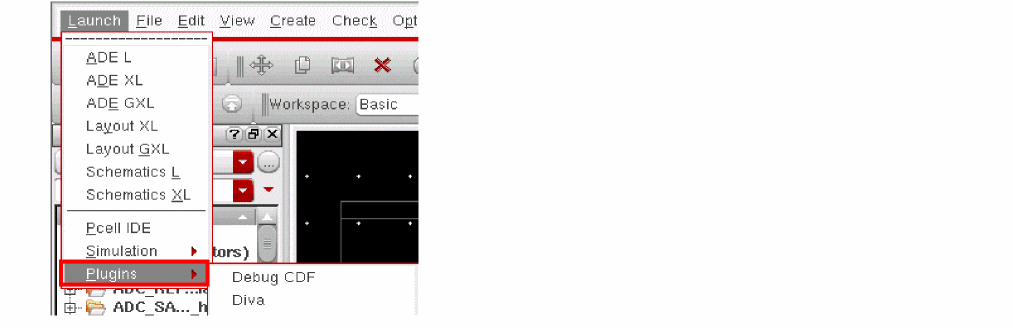 Launch File Edit View Create Check Opt
ADE L
ADE XL
ADE GXL
Workspace: Basic
Layout XL
Layout GXL
Schematics L
Schematics XL
Pcell IDE
Simulation
tors)
Plugins
Debug CDF
Diva
ADC_SA..._h